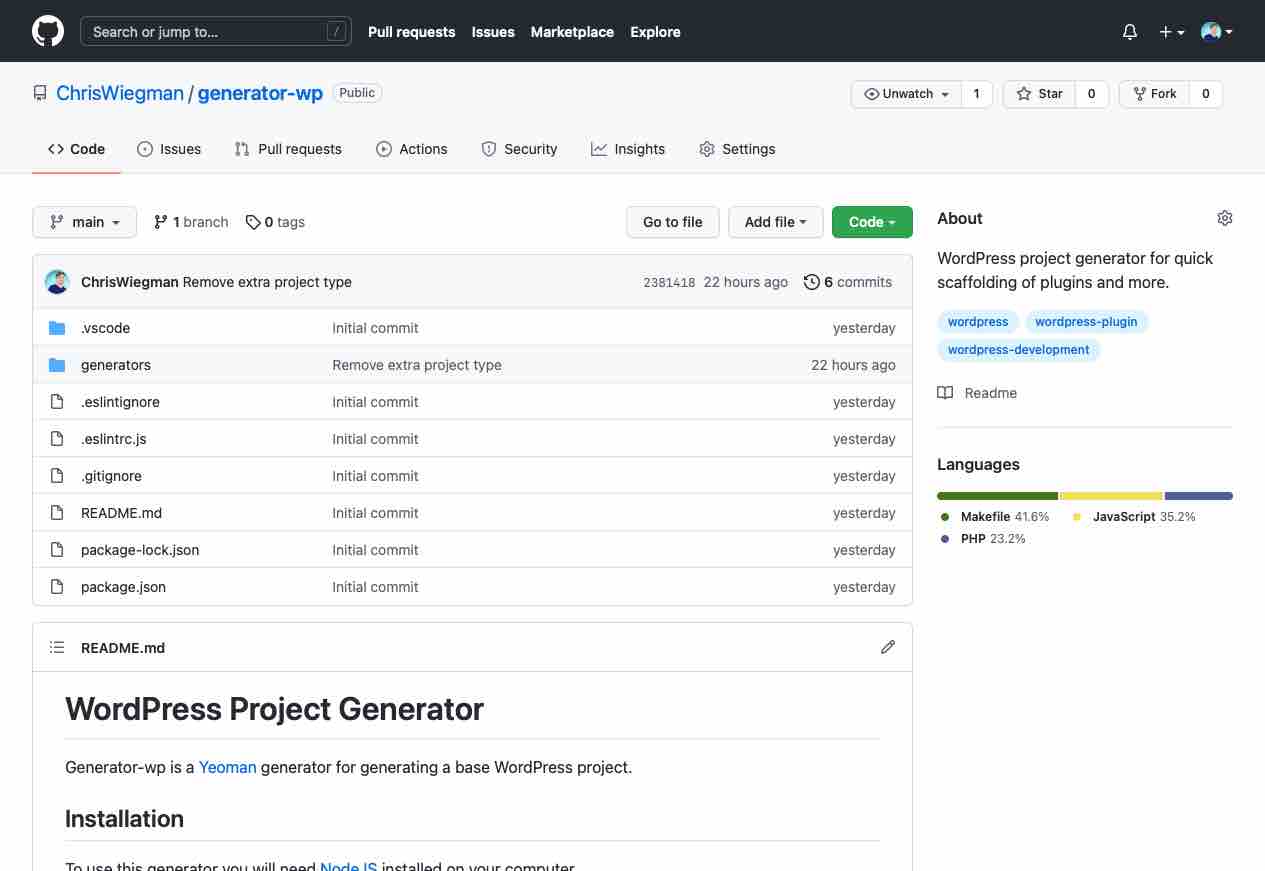 Search or jump to… /
Pull requests Issues Marketplace Explore
ChrisWiegman / generator-wp Public
Unwatch 1 Star 0 Fork 0
Code Issues Pull requests Actions Security Insights Settings
main 1 branch 0 tags Go to file Add file Code
ChrisWiegman Remove extra project type 2381418 22 hours ago 6 commits
.vscode Initial commit yesterday
generators Remove extra project type 22 hours ago
.eslintignore Initial commit yesterday
.eslintrc.js Initial commit yesterday
.gitignore Initial commit yesterday
README.md Initial commit yesterday
package-lock.json Initial commit yesterday
package.json Initial commit yesterday
README.md
WordPress Project Generator
Generator-wp is a Yeoman generator for generating a base WordPress project.
Installation
To use this generator you will need NodeJS installed on your computer
About
WordPress project generator for quick
scaffolding of plugins and more.
wordpress wordpress-plugin
wordpress-development
Readme
Languages
Makefile 41.6% JavaScript 35.2%
PHP 23.2%